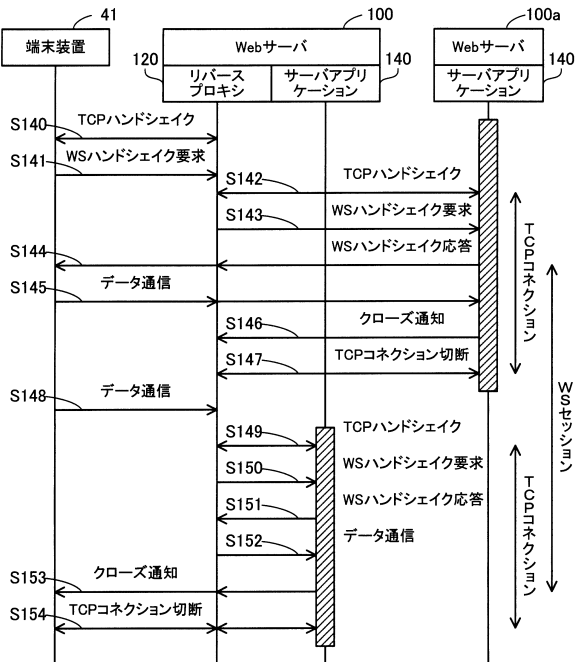 41
100
100a
端末装置
Webサーバ
Webサーバ
120
リバース
プロキシ
サーバアプリ
ケーション
140
サーバアプリ
ケーション
140
S140
TCPハンドシェイク
S141
WSハンドシェイク要求
S142
TCPハンドシェイク
S143
WSハンドシェイク要求
S144
WSハンドシェイク応答
S145
データ通信
S146
クローズ通知
S147
TCPコネクション切断
TCPコネクション
S148
データ通信
S149
TCPハンドシェイク
S150
WSハンドシェイク要求
S151
WSハンドシェイク応答
S152
データ通信
S153
クローズ通知
S154
TCPコネクション切断
TCPコネクション
WSセッション